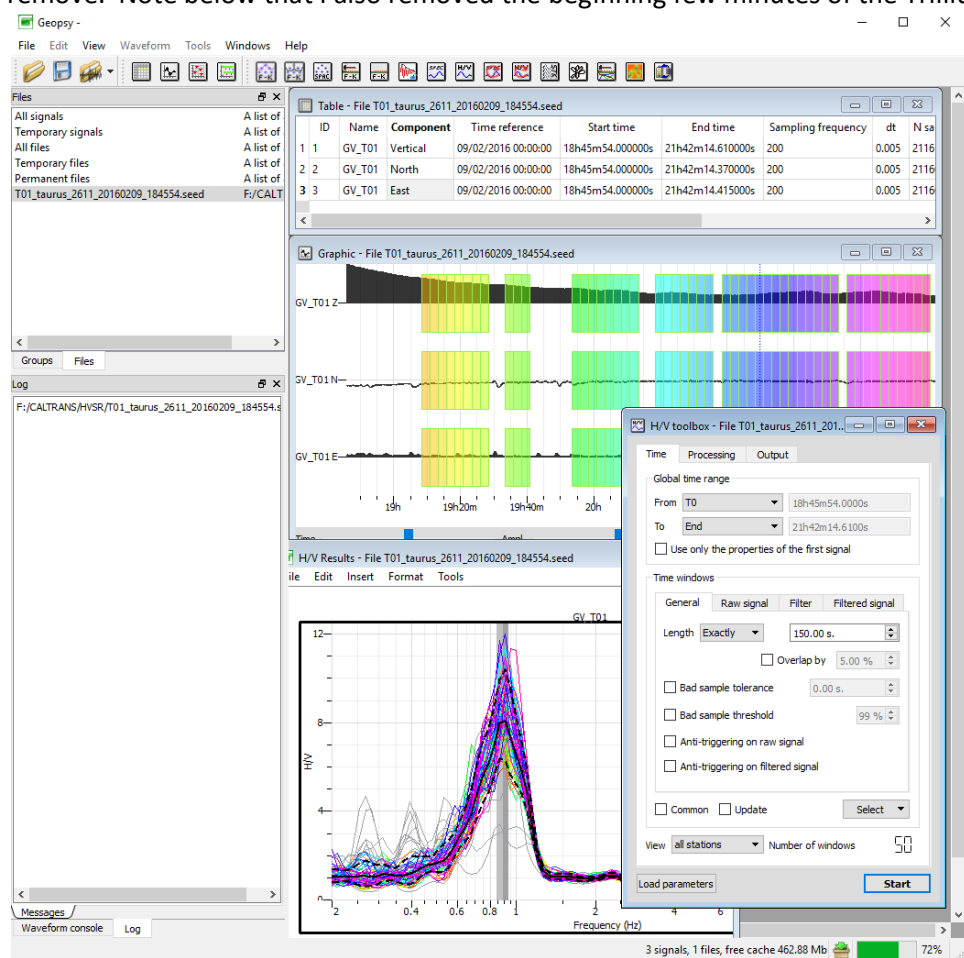 remove. Note below that I also removed the beginning few minutes of the Trilli
Geopsy -
File Edit View Waveform Tools Windows Help
Files
All signals A list of
Temporary signals A list of
All files A list of
Temporary files A list of
Permanent files A list of
T01_taurus_2611_20160209_184554.seed F:/CALT
Groups Files
Log
F:/CALTRANS/HVSR/T01_taurus_2611_20160209_184554.s
Messages
Waveform console Log
Table - File T01_taurus_2611_20160209_184554.seed
ID Name Component Time reference Start time End time Sampling frequency dt N sa
1 1 GV_T01 Vertical 09/02/2016 00:00:00 18h45m54.000000s 21h42m14.610000s 200 0.005 2116
2 2 GV_T01 North 09/02/2016 00:00:00 18h45m54.000000s 21h42m14.370000s 200 0.005 2116
3 3 GV_T01 East 09/02/2016 00:00:00 18h45m54.000000s 21h42m14.415000s 200 0.005 2116
Graphic - File T01_taurus_2611_20160209_184554.seed
GV_T01 Z
GV_T01 N
GV_T01 E
19h 19h20m 19h40m 20h
Time Ampl
H/V Results - File T01_taurus_2611_20160209_184554.seed
ile Edit Insert Format Tools
GV_T01
12
8
H/V
4
0
2 0.4 0.6 0.8 1 2 4 6
Frequency (Hz)
H/V toolbox - File T01_taurus_2611_201..
Time Processing Output
Global time range
From T0 18h45m54.0000s
To End 21h42m14.6100s
Use only the properties of the first signal
Time windows
General Raw signal Filter Filtered signal
Length Exactly 150.00 s.
Overlap by 5.00 %
Bad sample tolerance 0.00 s.
Bad sample threshold 99 %
Anti-triggering on raw signal
Anti-triggering on filtered signal
Common Update Select
View all stations Number of windows 50
Load parameters Start
3 signals, 1 files, free cache 462.88 Mb 72%